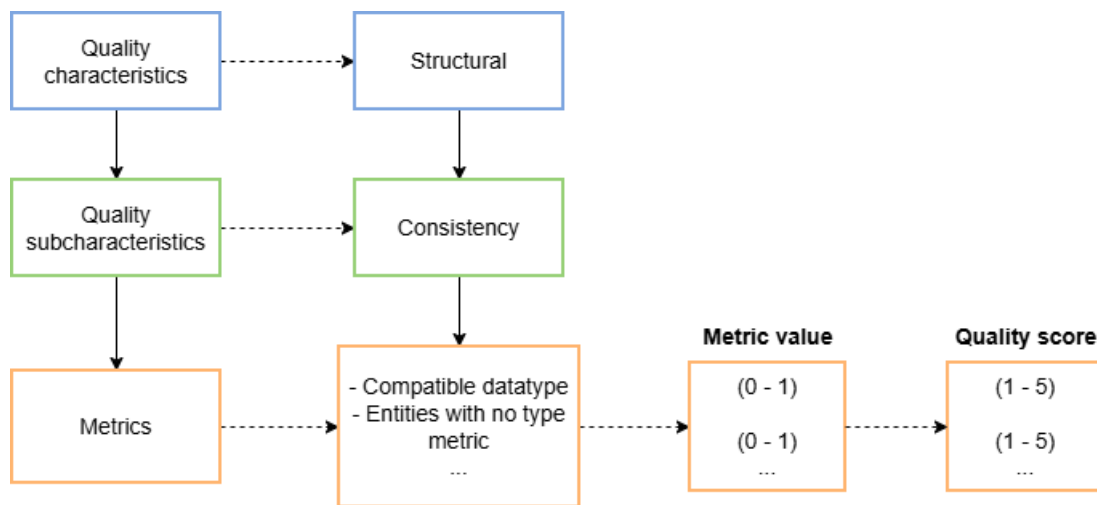 Quality
characteristics
Structural
Quality
subcharacteristics
Consistency
Metrics
- Compatible datatype
- Entities with no type
metric
...
Metric value
(0 - 1)
(0 - 1)
...
Quality score
(1 - 5)
(1 - 5)
...